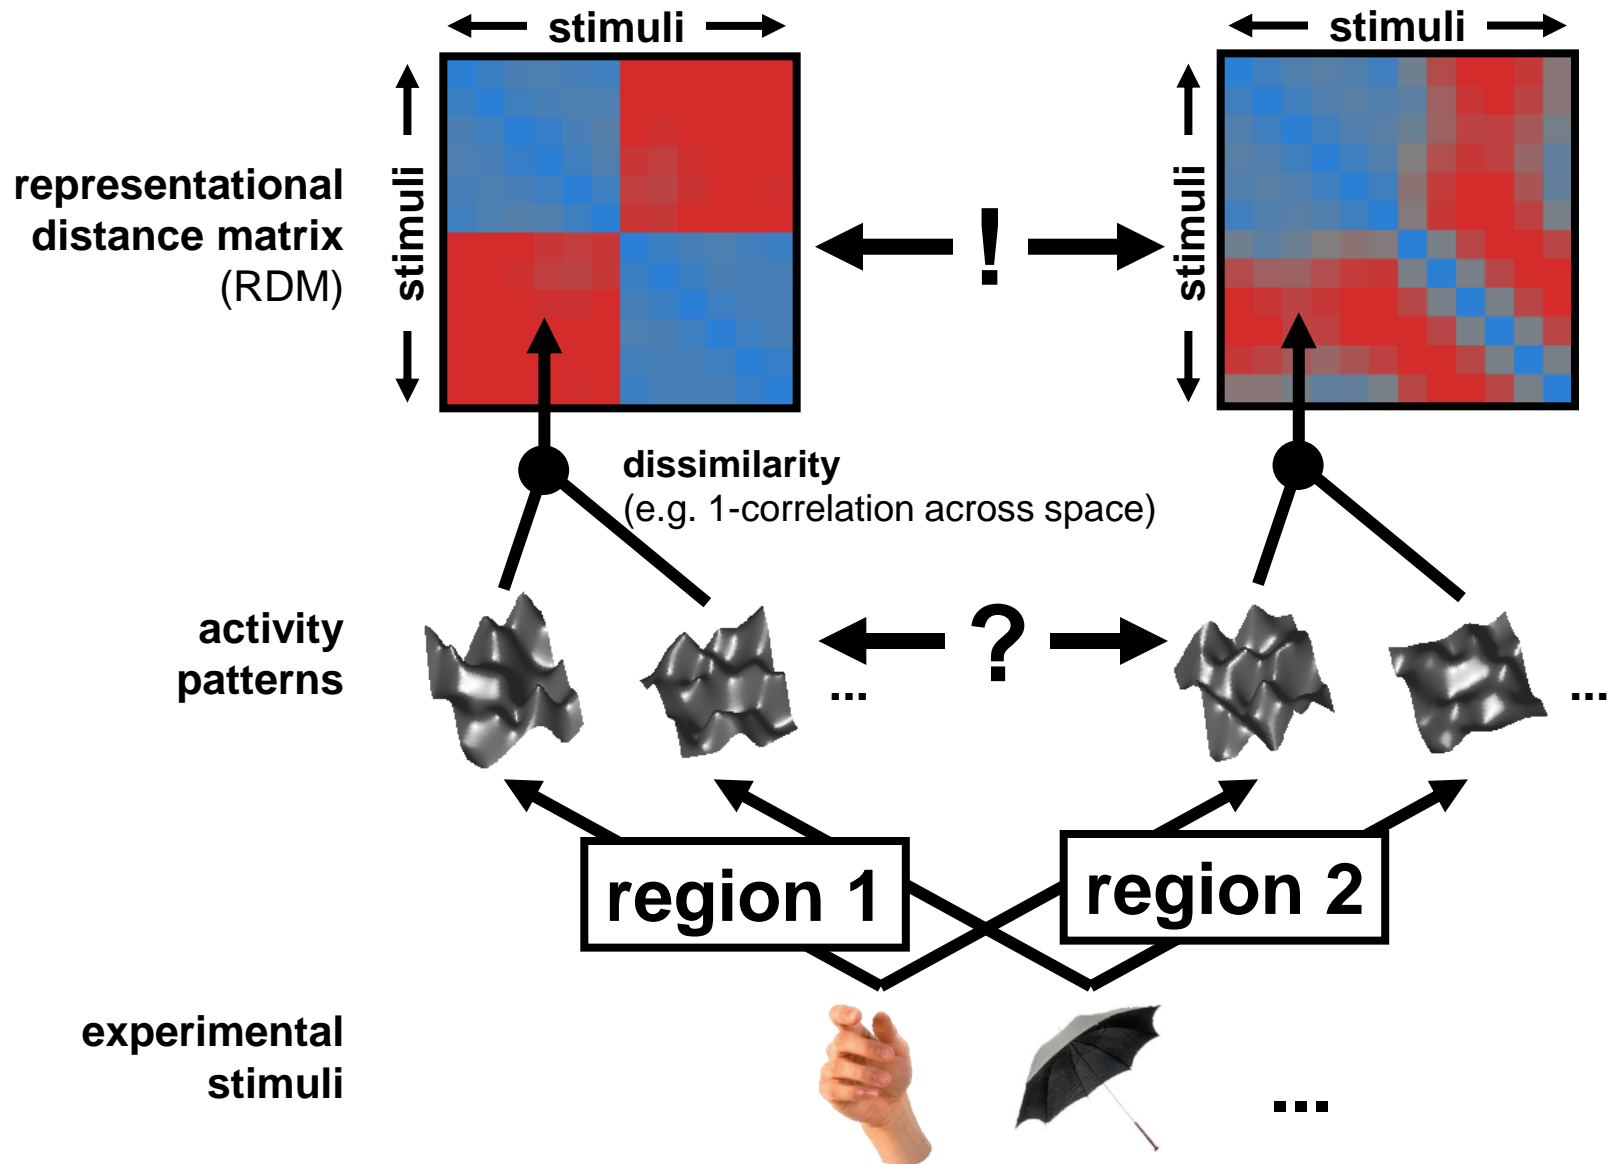 stimuli
stimuli
stimuli
stimuli
representational
distance matrix
(RDM)
!
dissimilarity
(e.g. 1-correlation across space)
activity
patterns
?
...
...
region 1
region 2
experimental
stimuli
...